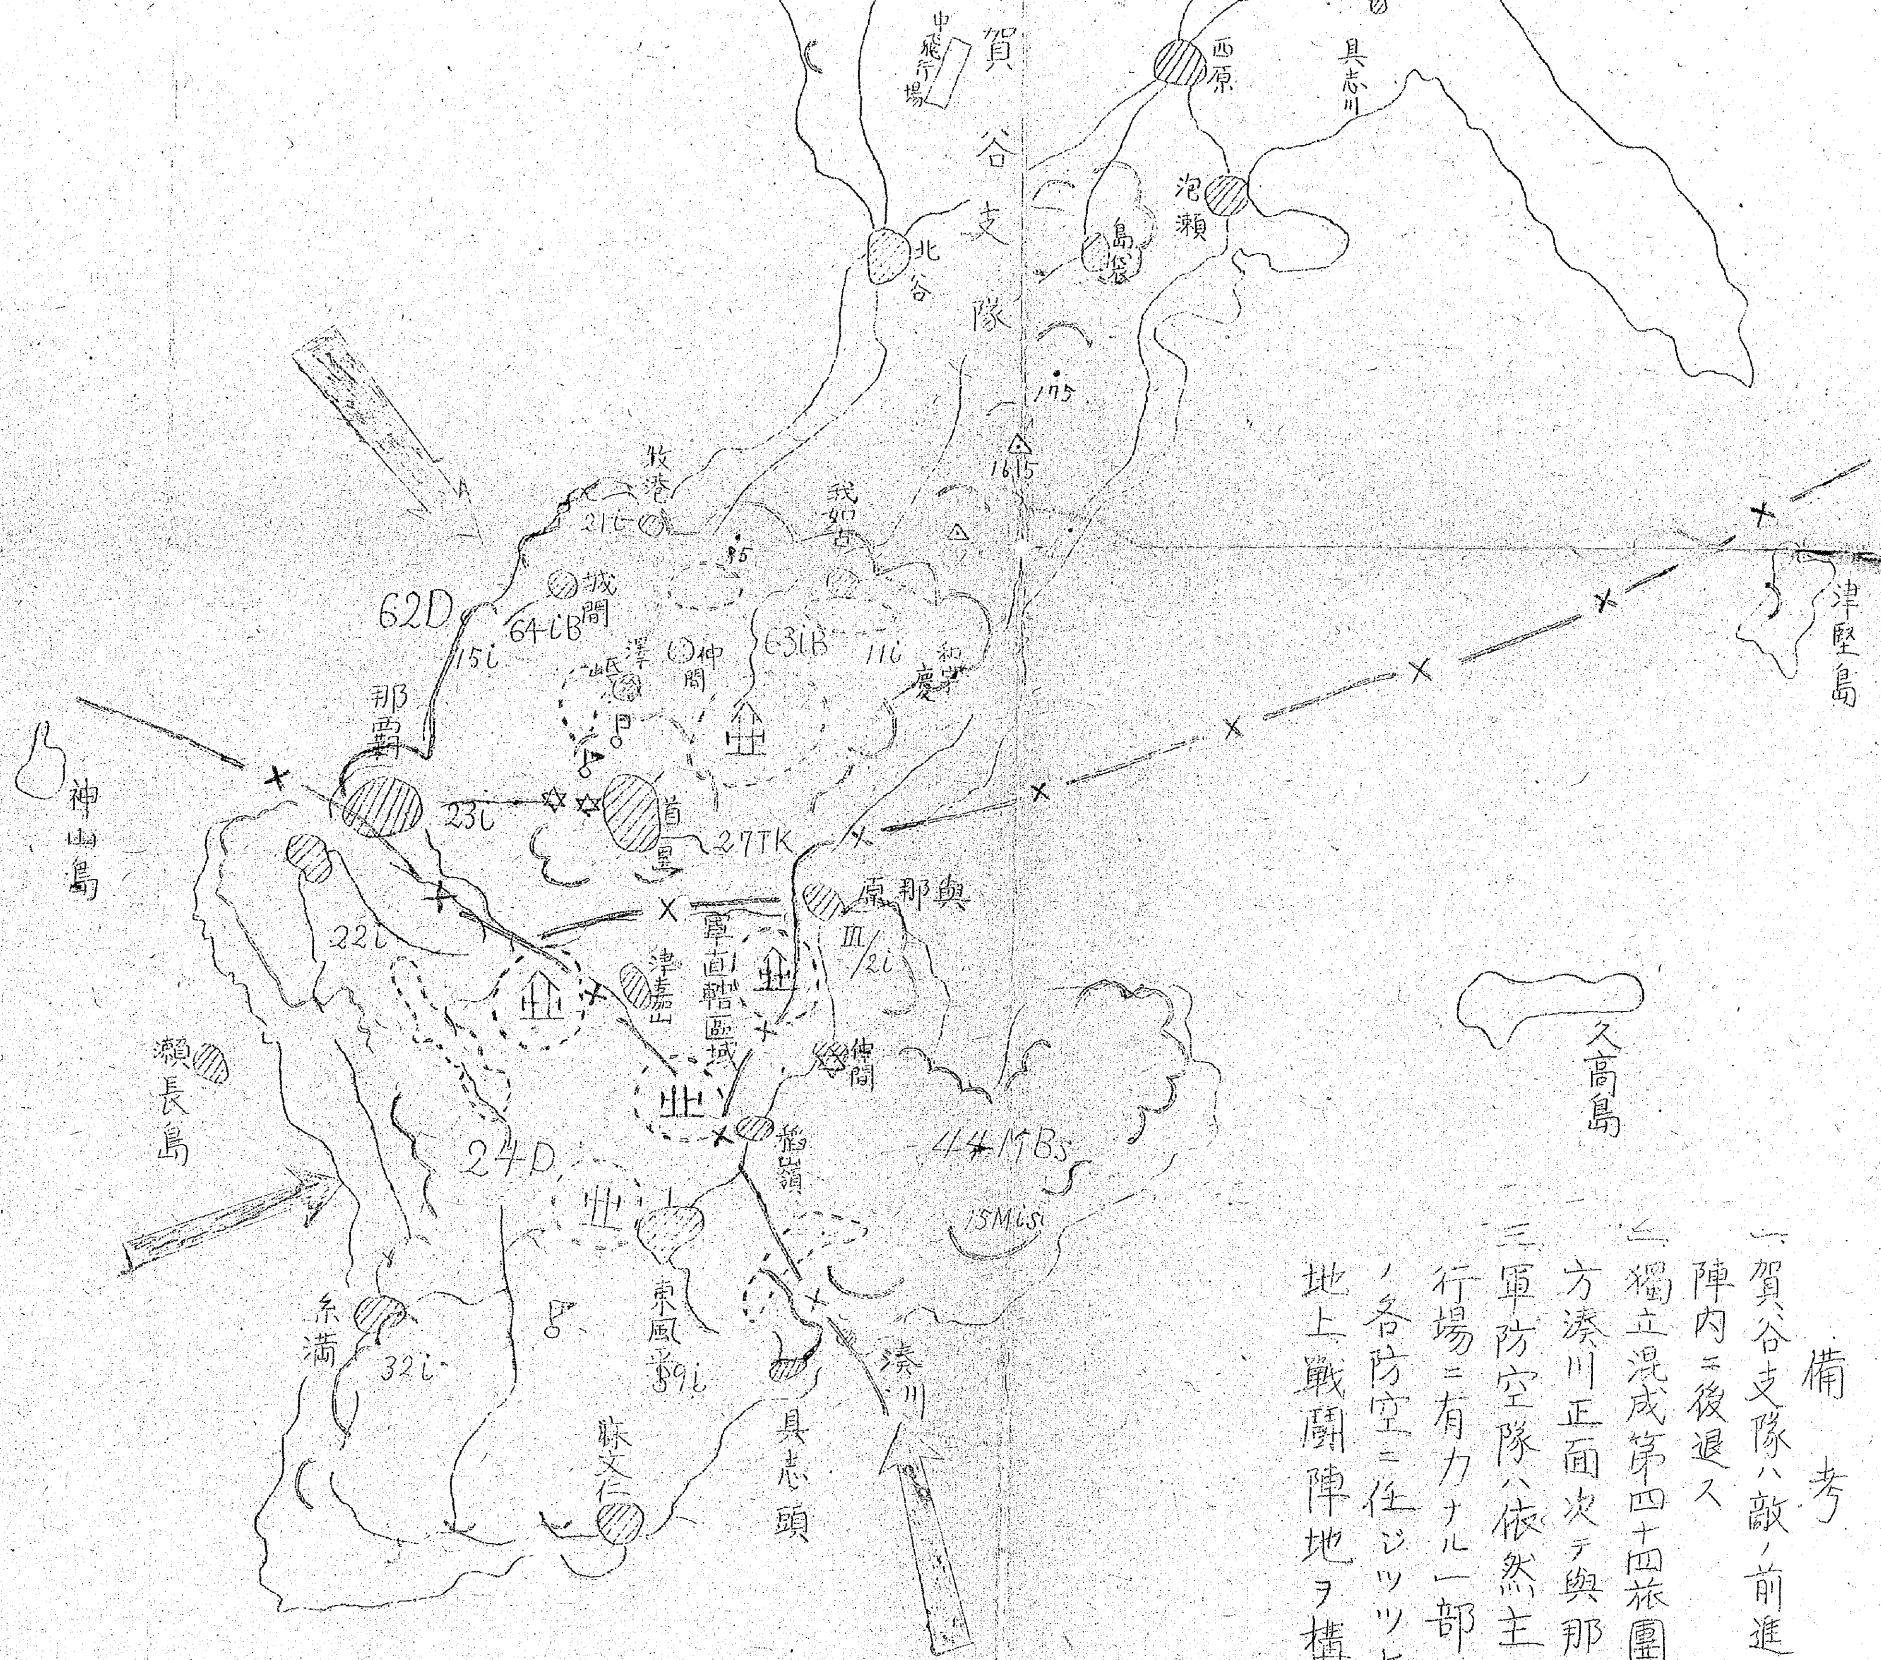 賀谷支隊
中飛行場
西原
具志川
泡瀬
島袋
北谷
175
1615
牧港
我如古
21i
85
城間
62D
64iB
63iB
11i
15i
澤岻
仲間
和宇慶
那覇
神山島
津堅島
23i
首里
27TK
與那原
22i
軍直轄區域
津嘉山
Ⅲ/2i
仲間
瀬長島
久高島
24D
稲嶺
44MBs
15Misi
糸満
32i
東風平
89i
湊川
具志頭
摩文仁
備考
一、賀谷支隊ハ敵ノ前進
陣内ニ後退ス
二、獨立混成第四十四旅團
方湊川正面次テ與那
三、軍防空隊ハ依然主
行場ニ有力ナル一部
ノ各防空ニ任ジツツ
地上戰鬪陣地ヲ構